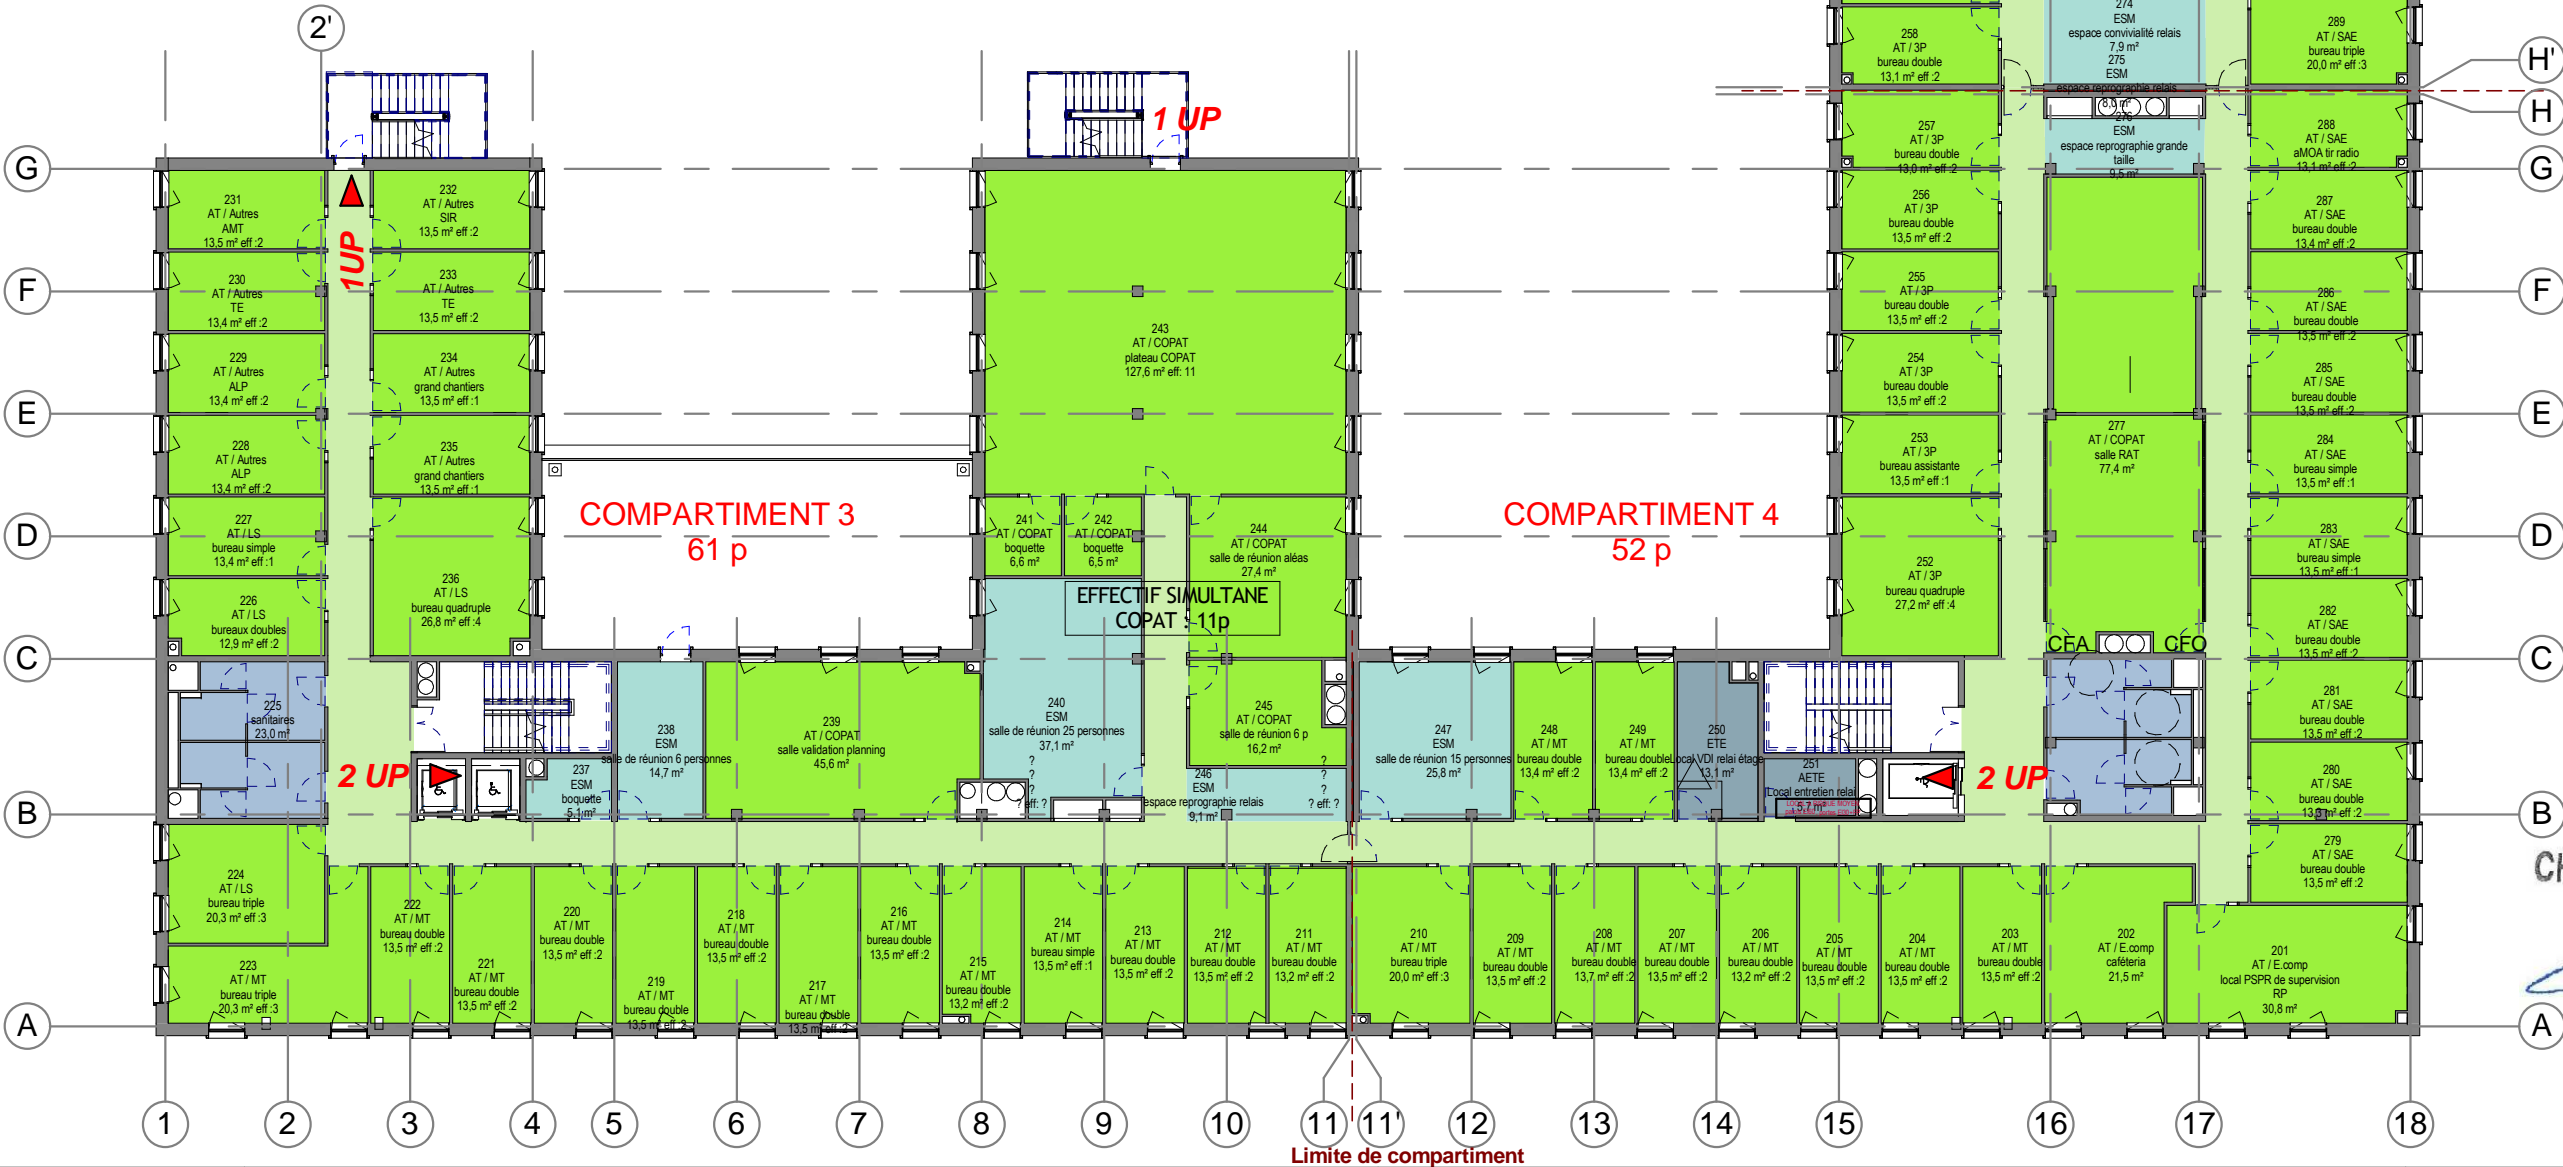 2'
258
AT / 3P
bureau double
13,1 m² eff :2
274
ESM
espace convivialité relais
7,9 m²
275
ESM
espace reprographie relais
8,0 m²
289
AT / SAE
bureau triple
20,0 m² eff :3
H'
H
1 UP
257
AT / 3P
bureau double
13,0 m² eff :2
276
ESM
espace reprographie grande
taille
9,5 m²
288
AT / SAE
aMOA tir radio
13,1 m² eff :2
G
G
231
AT / Autres
AMT
13,5 m² eff :2
232
AT / Autres
SIR
13,5 m² eff :2
256
AT / 3P
bureau double
13,5 m² eff :2
287
AT / SAE
bureau double
13,4 m² eff :2
1UP
F
230
AT / Autres
TE
13,4 m² eff :2
233
AT / Autres
TE
13,5 m² eff :2
255
AT / 3P
bureau double
13,5 m² eff :2
286
AT / SAE
bureau double
13,5 m² eff :2
F
243
AT / COPAT
plateau COPAT
127,6 m² eff: 11
229
AT / Autres
ALP
13,4 m² eff :2
234
AT / Autres
grand chantiers
13,5 m² eff :1
254
AT / 3P
bureau double
13,5 m² eff :2
285
AT / SAE
bureau double
13,5 m² eff :2
E
E
228
AT / Autres
ALP
13,4 m² eff :2
235
AT / Autres
grand chantiers
13,5 m² eff :1
253
AT / 3P
bureau assistante
13,5 m² eff :1
277
AT / COPAT
salle RAT
77,4 m²
284
AT / SAE
bureau simple
13,5 m² eff :1
COMPARTIMENT 3
61 p
COMPARTIMENT 4
52 p
D
227
AT / LS
bureau simple
13,4 m² eff :1
241
AT / COPAT
boquette
6,6 m²
242
AT / COPAT
boquette
6,5 m²
244
AT / COPAT
salle de réunion aléas
27,4 m²
283
AT / SAE
bureau simple
13,5 m² eff :1
D
236
AT / LS
bureau quadruple
26,8 m² eff :4
252
AT / 3P
bureau quadruple
27,2 m² eff :4
EFFECTIF SIMULTANE
COPAT : 11p
226
AT / LS
bureaux doubles
12,9 m² eff :2
282
AT / SAE
bureau double
13,5 m² eff :2
CFA
CFO
C
C
225
sanitaires
23,0 m²
238
ESM
salle de réunion 6 personnes
14,7 m²
239
AT / COPAT
salle validation planning
45,6 m²
240
ESM
salle de réunion 25 personnes
37,1 m²
?
?
?
? eff: ?
245
AT / COPAT
salle de réunion 6 p
16,2 m²
?
?
?
? eff: ?
247
ESM
salle de réunion 15 personnes
25,8 m²
248
AT / MT
bureau double
13,4 m² eff :2
249
AT / MT
bureau double
13,4 m² eff :2
250
ETE
Local VDI relai étage
13,1 m²
281
AT / SAE
bureau double
13,5 m² eff :2
2 UP
237
ESM
boquette
5,1 m²
246
ESM
espace reprographie relais
9,1 m²
251
AETE
Local entretien relai
5,7 m²
2 UP
280
AT / SAE
bureau double
13,3 m² eff :2
B
B
224
AT / LS
bureau triple
20,3 m² eff :3
279
AT / SAE
bureau double
13,5 m² eff :2
223
AT / MT
bureau triple
20,3 m² eff :3
222
AT / MT
bureau double
13,5 m² eff :2
221
AT / MT
bureau double
13,5 m² eff :2
220
AT / MT
bureau double
13,5 m² eff :2
219
AT / MT
bureau double
13,5 m² eff :2
218
AT / MT
bureau double
13,5 m² eff :2
217
AT / MT
bureau double
13,5 m² eff :2
216
AT / MT
bureau double
13,5 m² eff :2
215
AT / MT
bureau double
13,2 m² eff :2
214
AT / MT
bureau simple
13,5 m² eff :1
213
AT / MT
bureau double
13,5 m² eff :2
212
AT / MT
bureau double
13,5 m² eff :2
211
AT / MT
bureau double
13,2 m² eff :2
210
AT / MT
bureau triple
20,0 m² eff :3
209
AT / MT
bureau double
13,5 m² eff :2
208
AT / MT
bureau double
13,7 m² eff :2
207
AT / MT
bureau double
13,5 m² eff :2
206
AT / MT
bureau double
13,2 m² eff :2
205
AT / MT
bureau double
13,5 m² eff :2
204
AT / MT
bureau double
13,5 m² eff :2
203
AT / MT
bureau double
13,5 m² eff :2
202
AT / E.comp
caféteria
21,5 m²
201
AT / E.comp
local PSPR de supervision
RP
30,8 m²
A
A
1
2
3
4
5
6
7
8
9
10
11
11'
12
13
14
15
16
17
18
Limite de compartiment